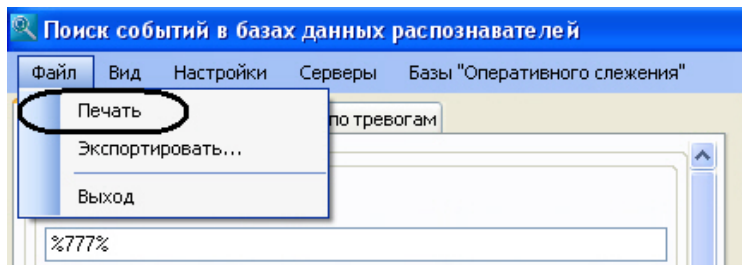 Поиск событий в базах данных распознавателей
Файл Вид Настройки Серверы Базы "Оперативного слежения"
Печать
по тревогам
Экспортировать...
Выход
%777%